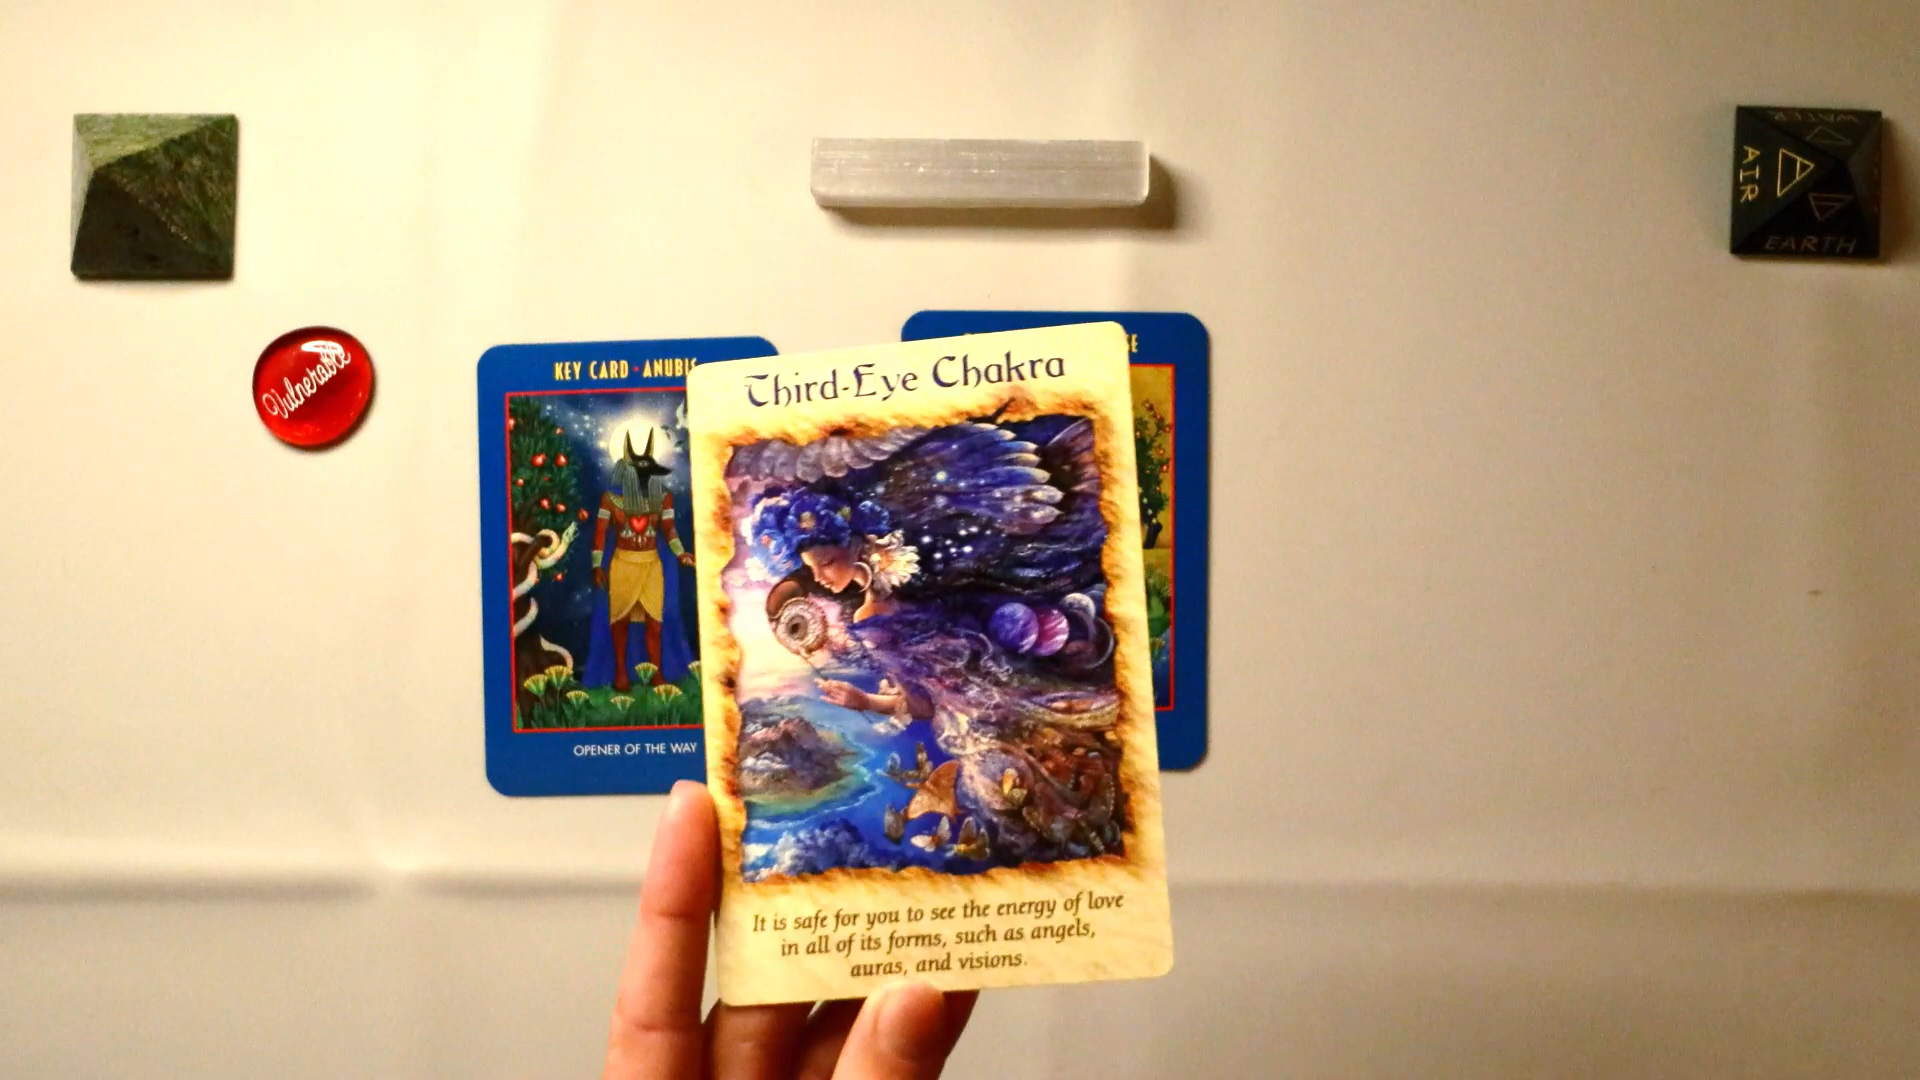 WATER
AIR
EARTH
Vulnerable
KEY CARD • ANUBIS
OPENER OF THE WAY
Third-Eye Chakra
It is safe for you to see the energy of love
in all of its forms, such as angels,
auras, and visions.